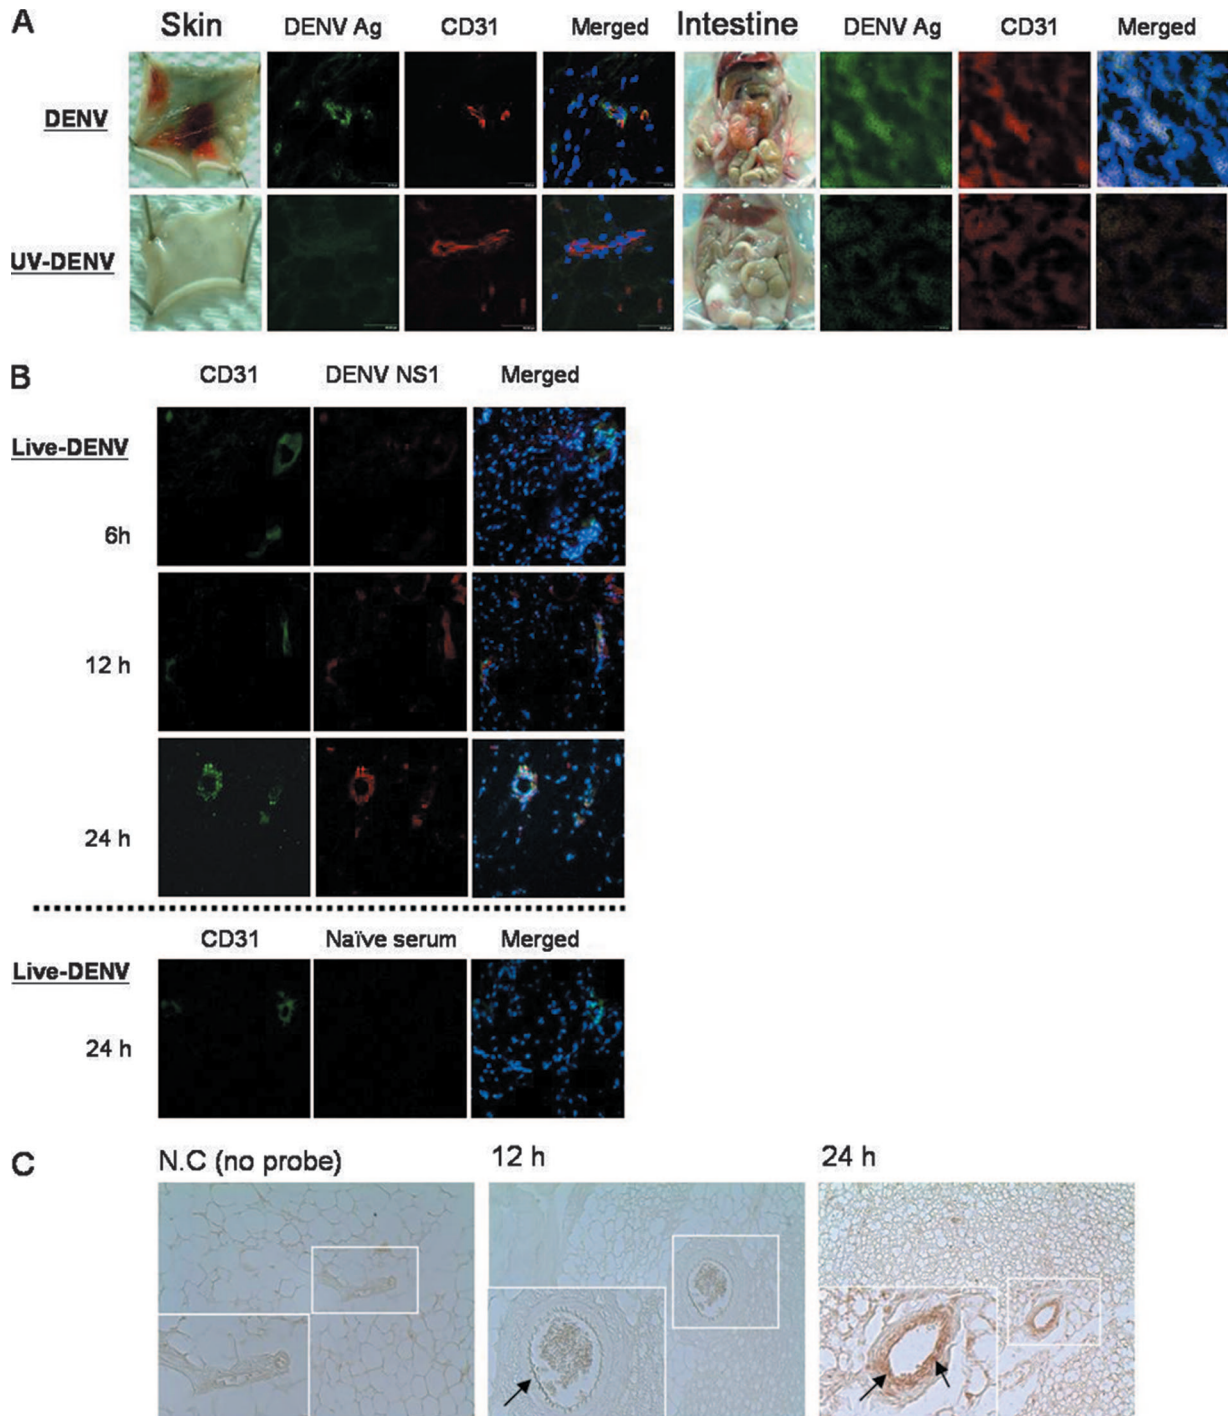 A
Skin DENV Ag CD31 Merged Intestine DENV Ag CD31 Merged
DENV
UV-DENV
B
CD31 DENV NS1 Merged
Live-DENV
6h
12 h
24 h
CD31 Naïve serum Merged
Live-DENV
24 h
C
N.C (no probe) 12 h 24 h